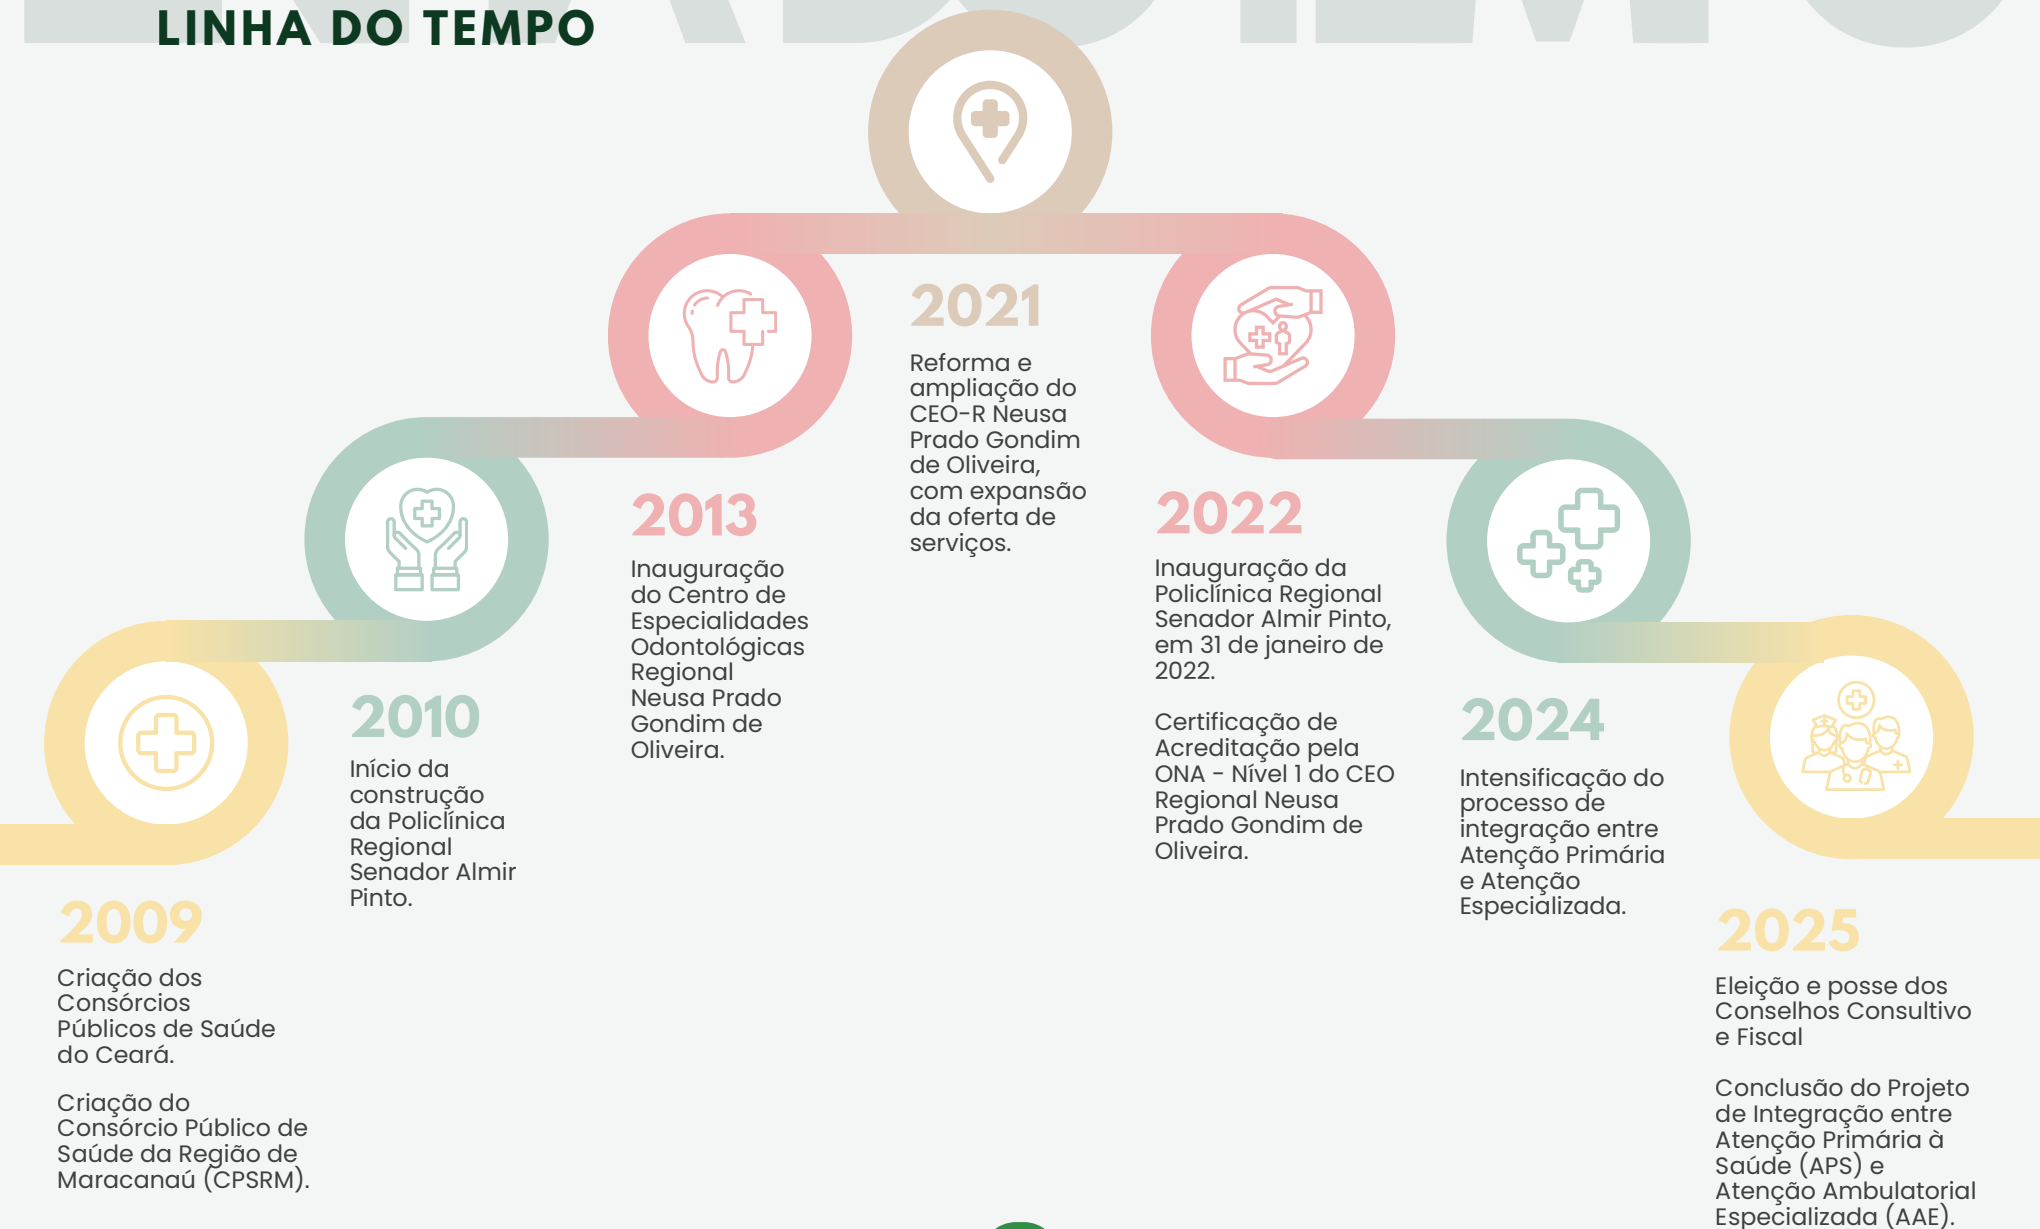 LINHA DO TEMPO
2009
Criação dos
Consórcios
Públicos de Saúde
do Ceará.
Criação do
Consórcio Público de
Saúde da Região de
Maracanaú (CPSRM).
2010
Início da
construção
da Policlínica
Regional
Senador Almir
Pinto.
2013
Inauguração
do Centro de
Especialidades
Odontológicas
Regional
Neusa Prado
Gondim de
Oliveira.
2021
Reforma e
ampliação do
CEO-R Neusa
Prado Gondim
de Oliveira,
com expansão
da oferta de
serviços.
2022
Inauguração da
Policlínica Regional
Senador Almir Pinto,
em 31 de janeiro de
2022.
Certificação de
Acreditação pela
ONA - Nível 1 do CEO
Regional Neusa
Prado Gondim de
Oliveira.
2024
Intensificação do
processo de
integração entre
Atenção Primária
e Atenção
Especializada.
2025
Eleição e posse dos
Conselhos Consultivo
e Fiscal
Conclusão do Projeto
de Integração entre
Atenção Primária à
Saúde (APS) e
Atenção Ambulatorial
Especializada (AAE).